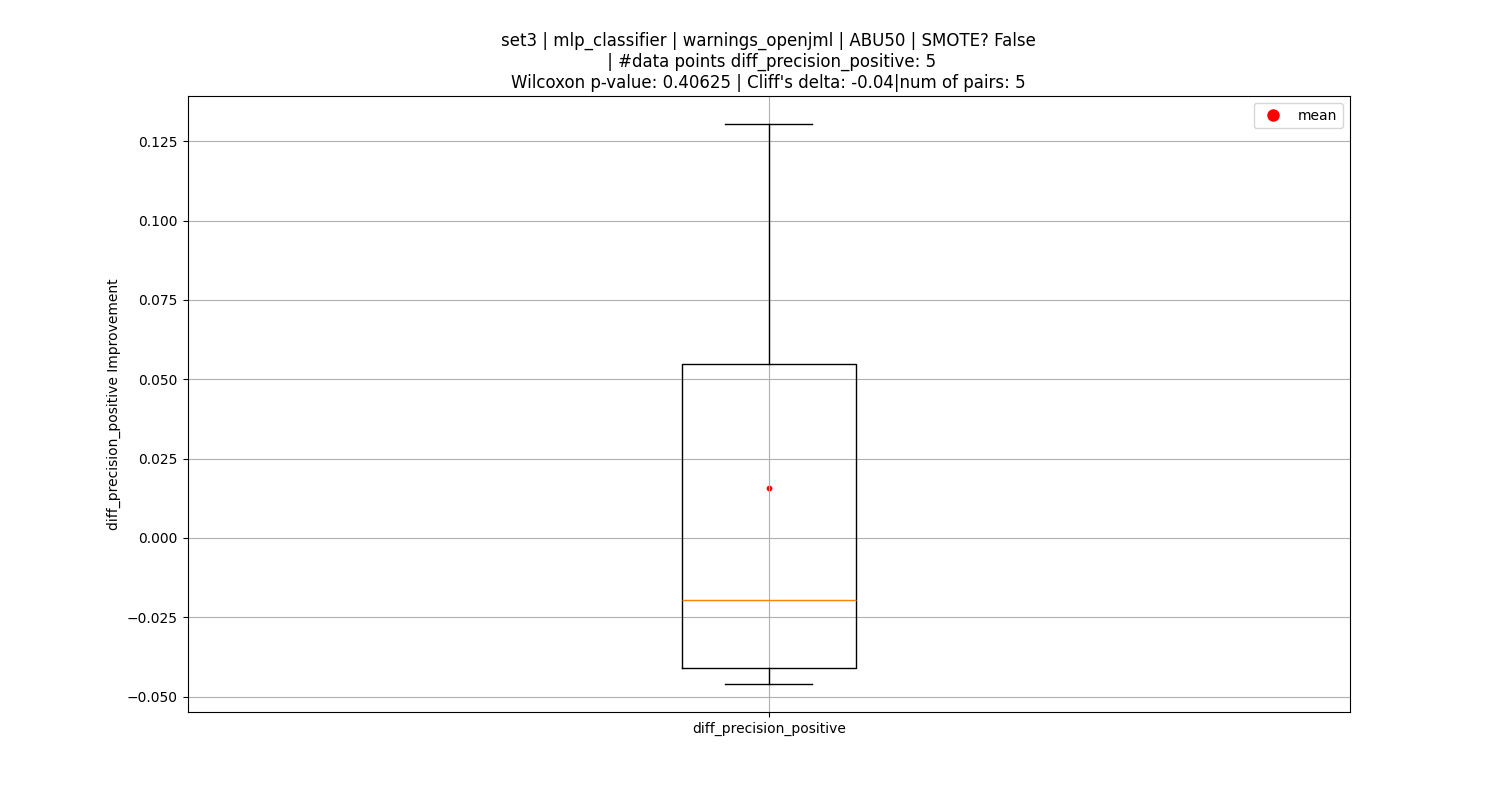 set3 | mlp_classifier | warnings_openjml | ABU50 | SMOTE? False
| #data points diff_precision_positive: 5
Wilcoxon p-value: 0.40625 | Cliff's delta: -0.04|num of pairs: 5
mean
0.125
0.100
0.075
0.050
0.025
0.000
−0.025
−0.050
diff_precision_positive Improvement
diff_precision_positive